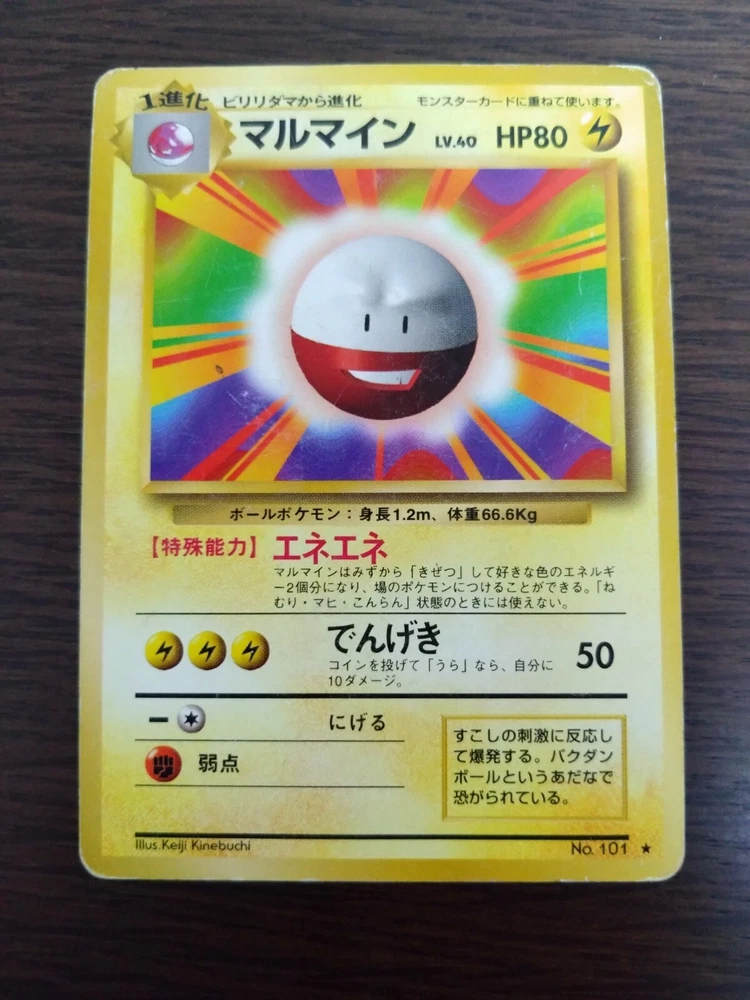 1進化 ビリリダマから進化 モンスターカードに重ねて使います。
マルマイン LV.40 HP80
ボールポケモン：身長1.2m、体重66.6Kg
【特殊能力】エネエネ
マルマインはみずから「きぜつ」して好きな色のエネルギ
ー2個分になり、場のポケモンにつけることができる。「ね
むり・マヒ・こんらん」状態のときには使えない。
でんげき 50
コインを投げて「うら」なら、自分に
10ダメージ。
にげる
弱点
すこしの刺激に反応し
て爆発する。バクダン
ボールというあだなで
恐がられている。
Illus.Keiji Kinebuchi No. 101 ★